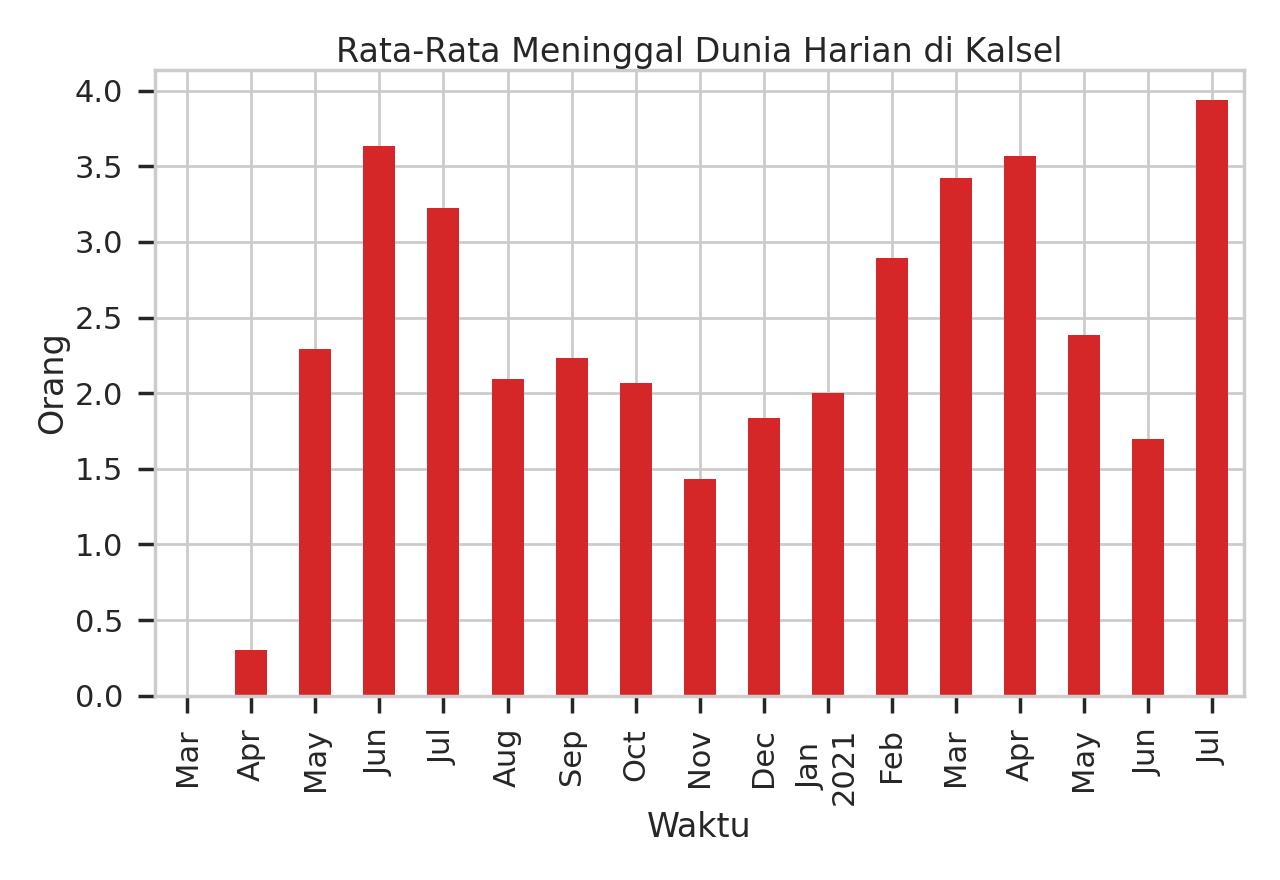 Rata-Rata Meninggal Dunia Harian di Kalsel
4.0
3.5
3.0
2.5
2.0
1.5
1.0
0.5
0.0
Orang
Mar
Apr
May
Jun
Jul
Aug
Sep
Oct
Nov
Dec
Jan
2021
Feb
Mar
Apr
May
Jun
Jul
Waktu